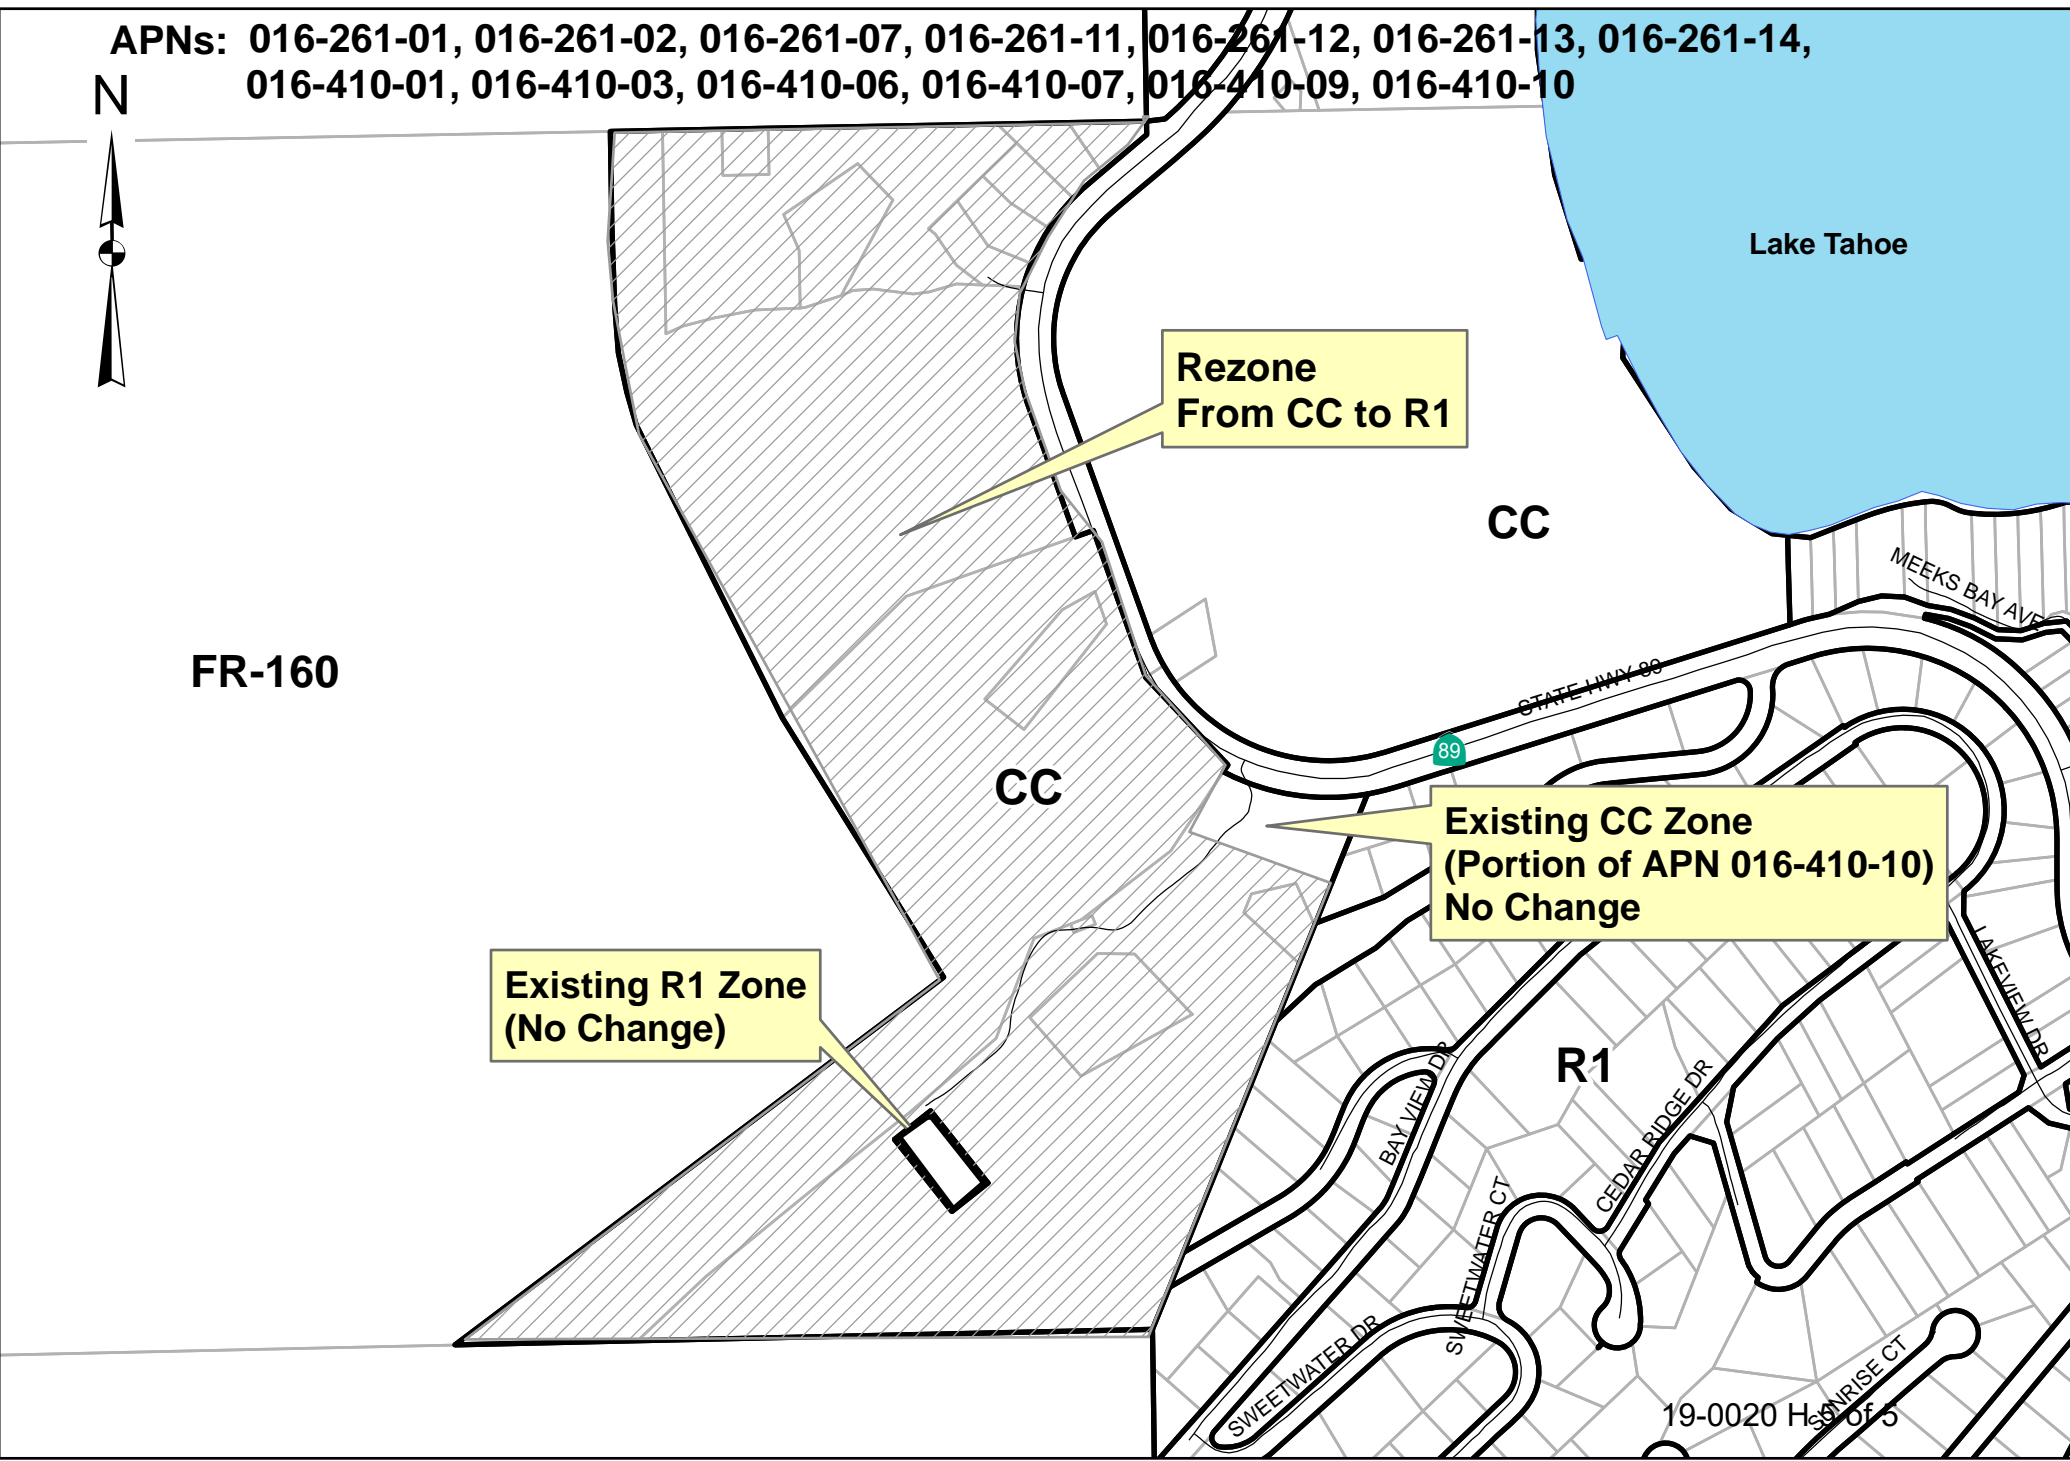 APNs: 016-261-01, 016-261-02, 016-261-07, 016-261-11, 016-261-12, 016-261-13, 016-261-14,
016-410-01, 016-410-03, 016-410-06, 016-410-07, 016-410-09, 016-410-10
N
Lake Tahoe
Rezone
From CC to R1
CC
MEEKS BAY AVE
FR-160
STATE HWY 89
89
CC
Existing CC Zone
(Portion of APN 016-410-10)
No Change
Existing R1 Zone
(No Change)
LAKEVIEW DR
R1
BAY VIEW DR
CEDAR RIDGE DR
SWEETWATER CT
SWEETWATER DR
SUNRISE CT
19-0020 H 5 of 5